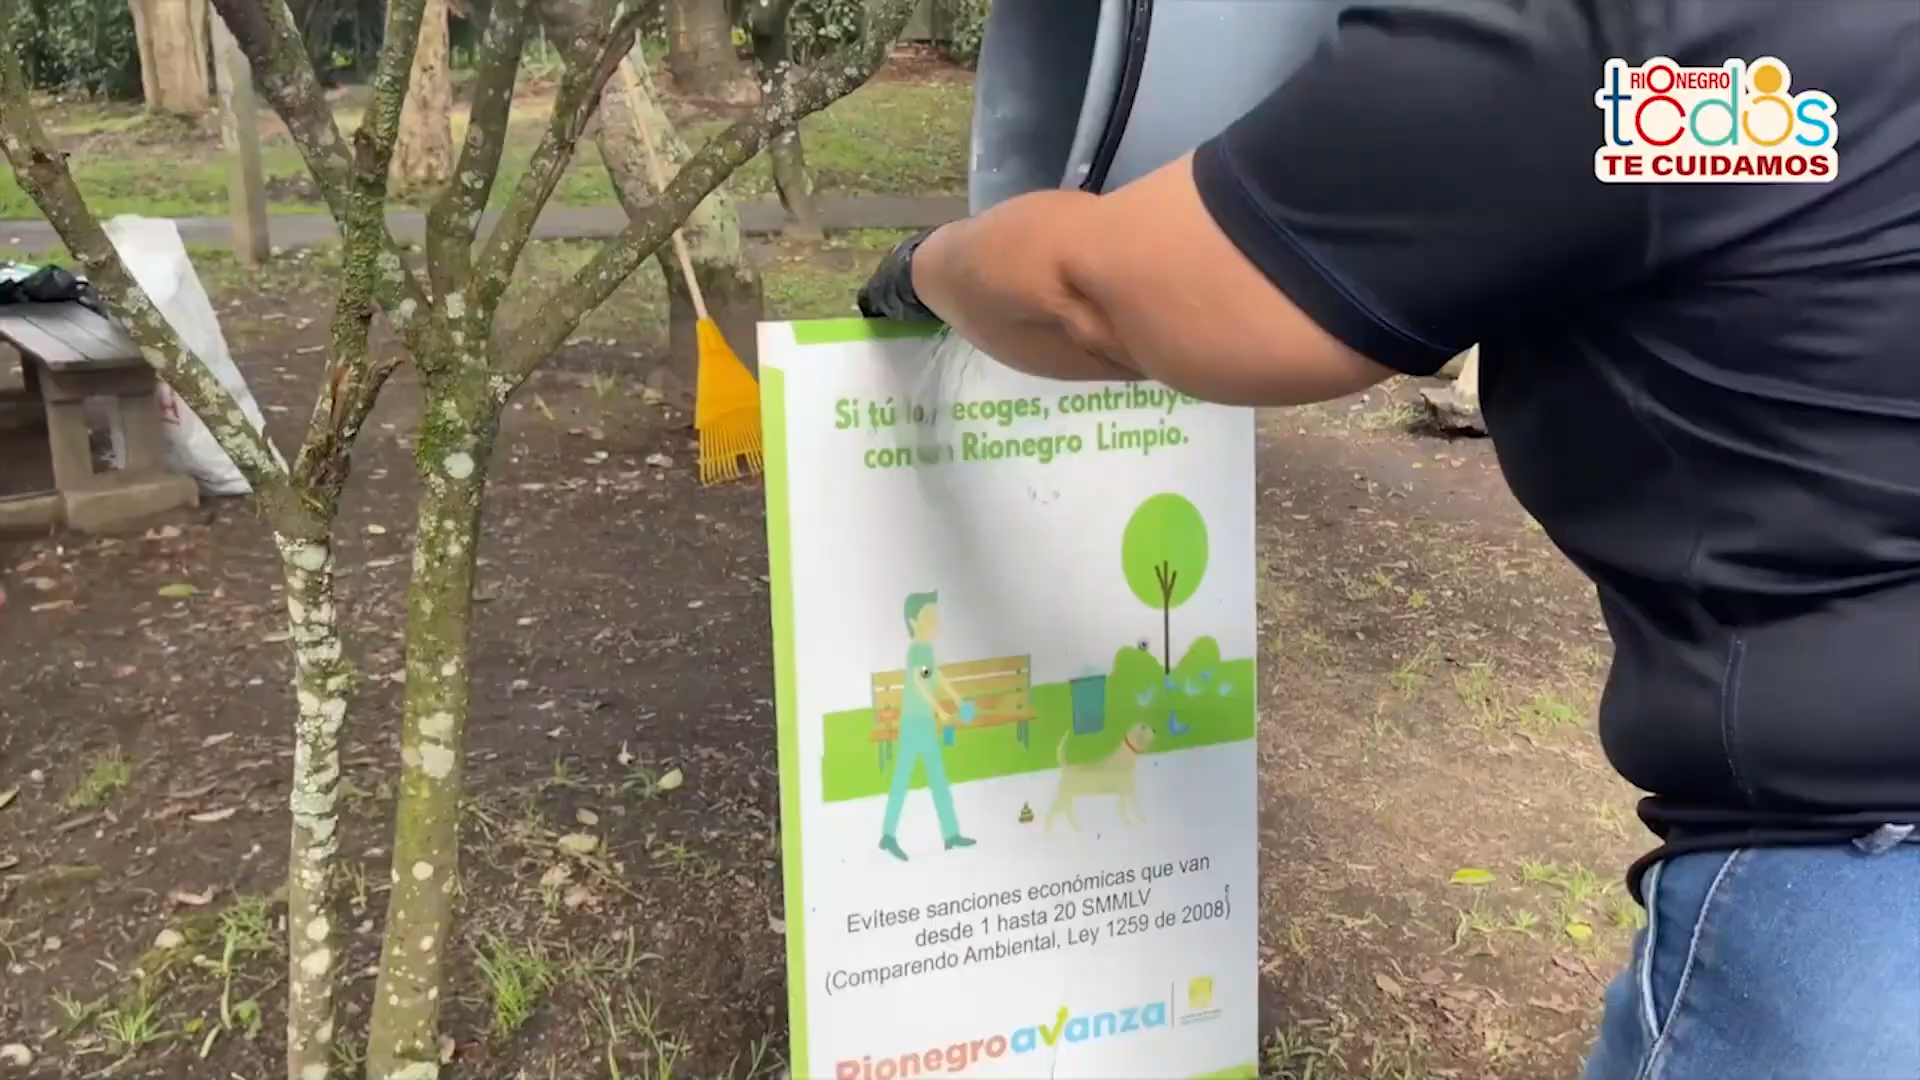 RIONEGRO
todos
TE CUIDAMOS
Si tú lo recoges, contribuyes
con un Rionegro Limpio.
Evítese sanciones económicas que van
desde 1 hasta 20 SMMLV
(Comparendo Ambiental, Ley 1259 de 2008)
Rionegro avanza